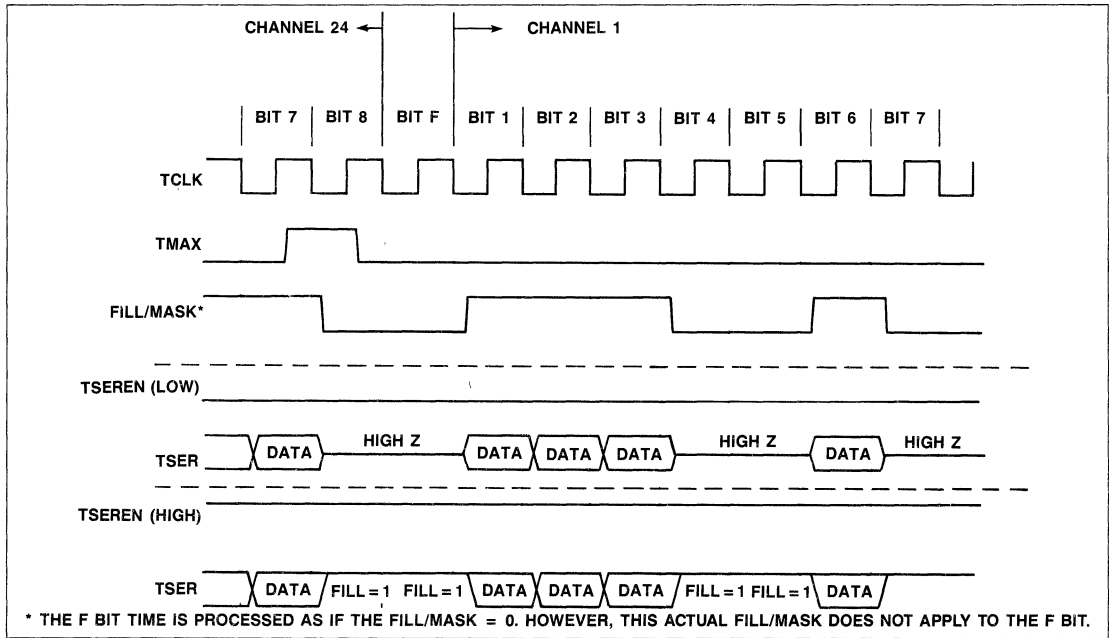 CHANNEL 24
CHANNEL 1
BIT 7 BIT 8 BIT F BIT 1 BIT 2 BIT 3 BIT 4 BIT 5 BIT 6 BIT 7
TCLK
TMAX
FILL/MASK*
TSEREN (LOW)
TSER DATA HIGH Z DATA DATA DATA HIGH Z DATA HIGH Z
TSEREN (HIGH)
TSER DATA FILL=1 FILL=1 DATA DATA DATA FILL=1 FILL=1 DATA
* THE F BIT TIME IS PROCESSED AS IF THE FILL/MASK = 0. HOWEVER, THIS ACTUAL FILL/MASK DOES NOT APPLY TO THE F BIT.